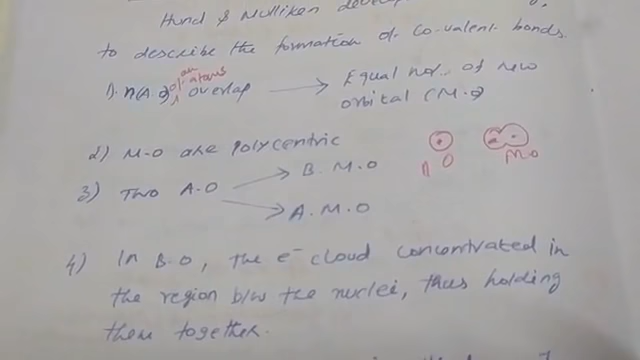 Hund & Mulliken
to describe the formation of Co-valent bonds.
1) n(A.O) of an atoms overlap → Equal no.. of new
orbital (M.O)
2) M.O are polycentric
3) Two A.O → B.M.O
→ A.M.O
O M.O
4) In B.O, the e⁻ cloud concentrated in
the region b/w the nuclei, thus holding
them together.